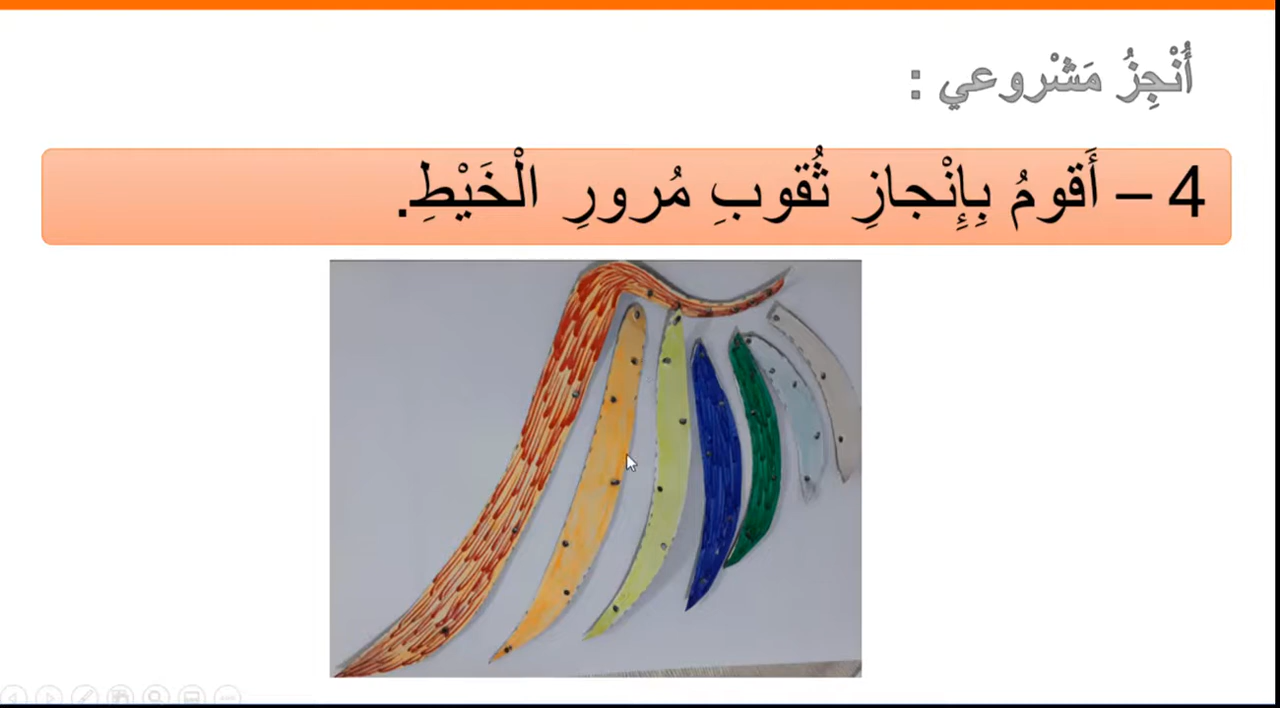 أُنْجِزُ مَشْروعي :
4 – أَقومُ بِإِنْجازِ ثُقوبِ مُرورِ الْخَيْطِ.